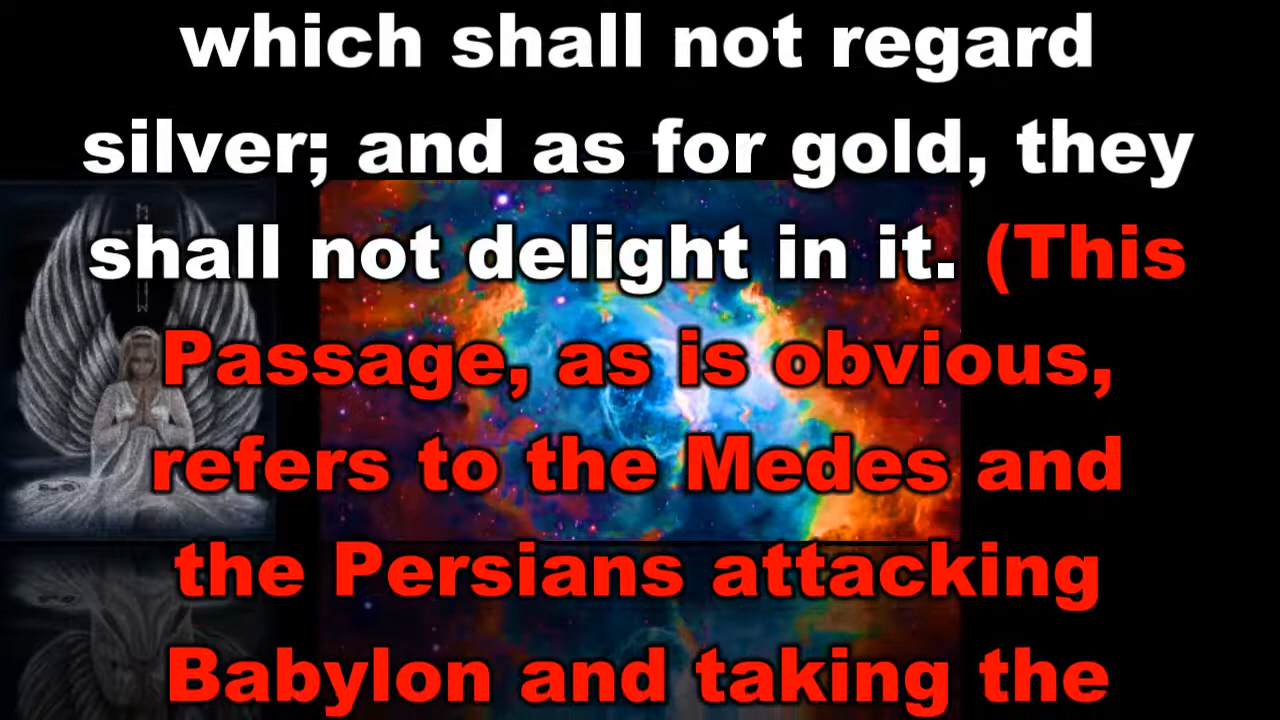 which shall not regard
silver; and as for gold, they
shall not delight in it. (This
Passage, as is obvious,
refers to the Medes and
the Persians attacking
Babylon and taking the